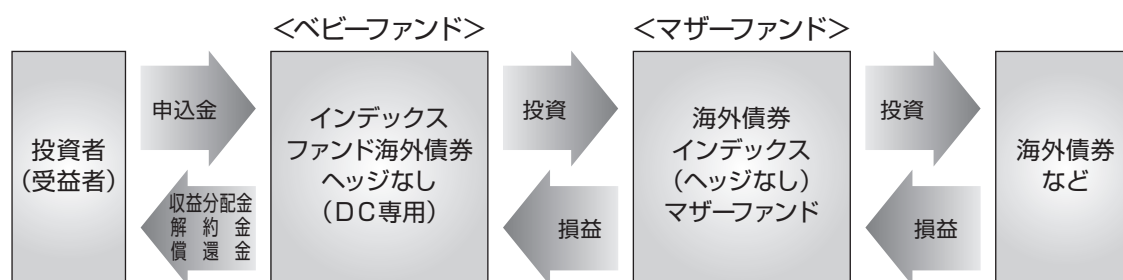 <ベビーファンド>
<マザーファンド>
投資者
(受益者)
申込金
収益分配金
解約金
償還金
インデックス
ファンド海外債券
ヘッジなし
(DC専用)
投資
損益
海外債券
インデックス
(ヘッジなし)
マザーファンド
投資
損益
海外債券
など